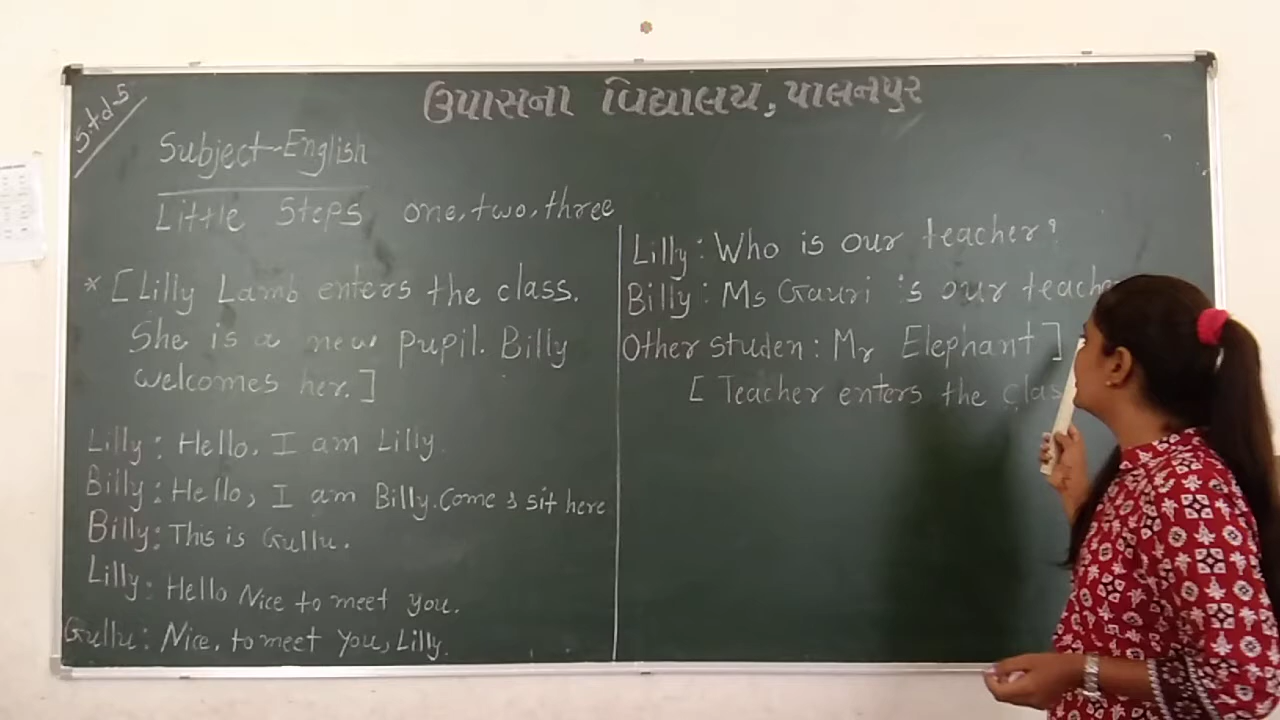 Std 5
ઉપાસના વિદ્યાલય, પાલનપુર
Subject-English
Little Steps one, two, three
* [Lilly Lamb enters the class.
She is a new pupil. Billy
welcomes her.]
Lilly: Hello. I am Lilly.
Billy: Hello, I am Billy. Come & sit here
Billy: This is Gullu.
Lilly: Hello Nice to meet you.
Gullu: Nice. to meet you, Lilly.
Lilly: Who is our teacher?
Billy: Ms Gauri is our teache
Other studen: Mr Elephant ]
[ Teacher enters the clas